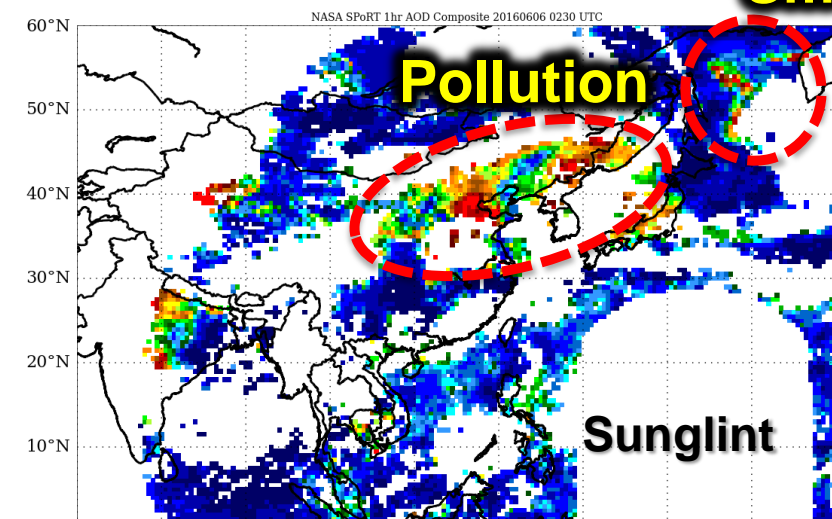 NASA SPoRT 1hr AOD Composite 20160606 0230 UTC
60°N
Pollution
50°N
40°N
30°N
20°N
Sunglint
10°N